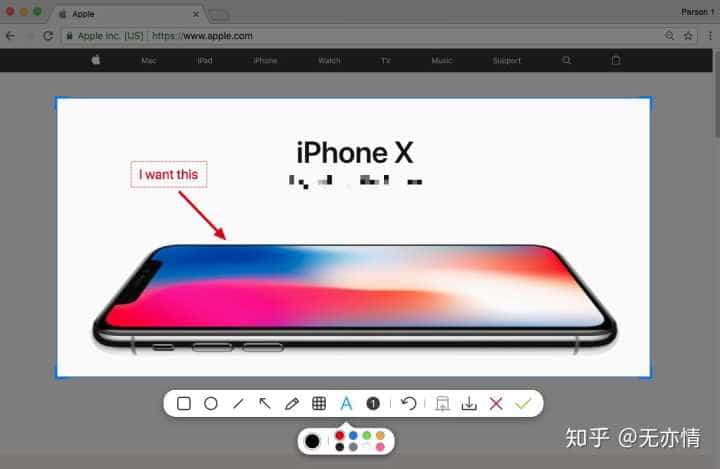 Apple
Person 1
Apple Inc. [US] https://www.apple.com
Mac iPad iPhone Watch TV Music Support
iPhone X
I want this
A 1
知乎 @无亦情